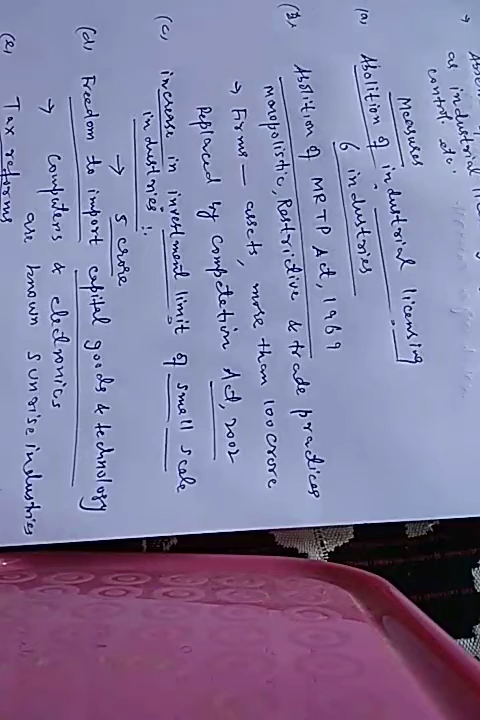 →
as industrial
control etc.
Measures
(a) Abolition of industrial licensing
6 industries
(b) Abolition of MRTP Act, 1969
Monopolistic, Restrictive & trade practices
→ Firms — assets, more than 100 crore
Replaced by Competetion Act, 2002
(c) increase in investment limit of small scale
industries :.
→ 5 crore
(d) Freedom to import capital goods & technology
→ Computers & electronics
are known sunrise industries
(e) Tax reforms